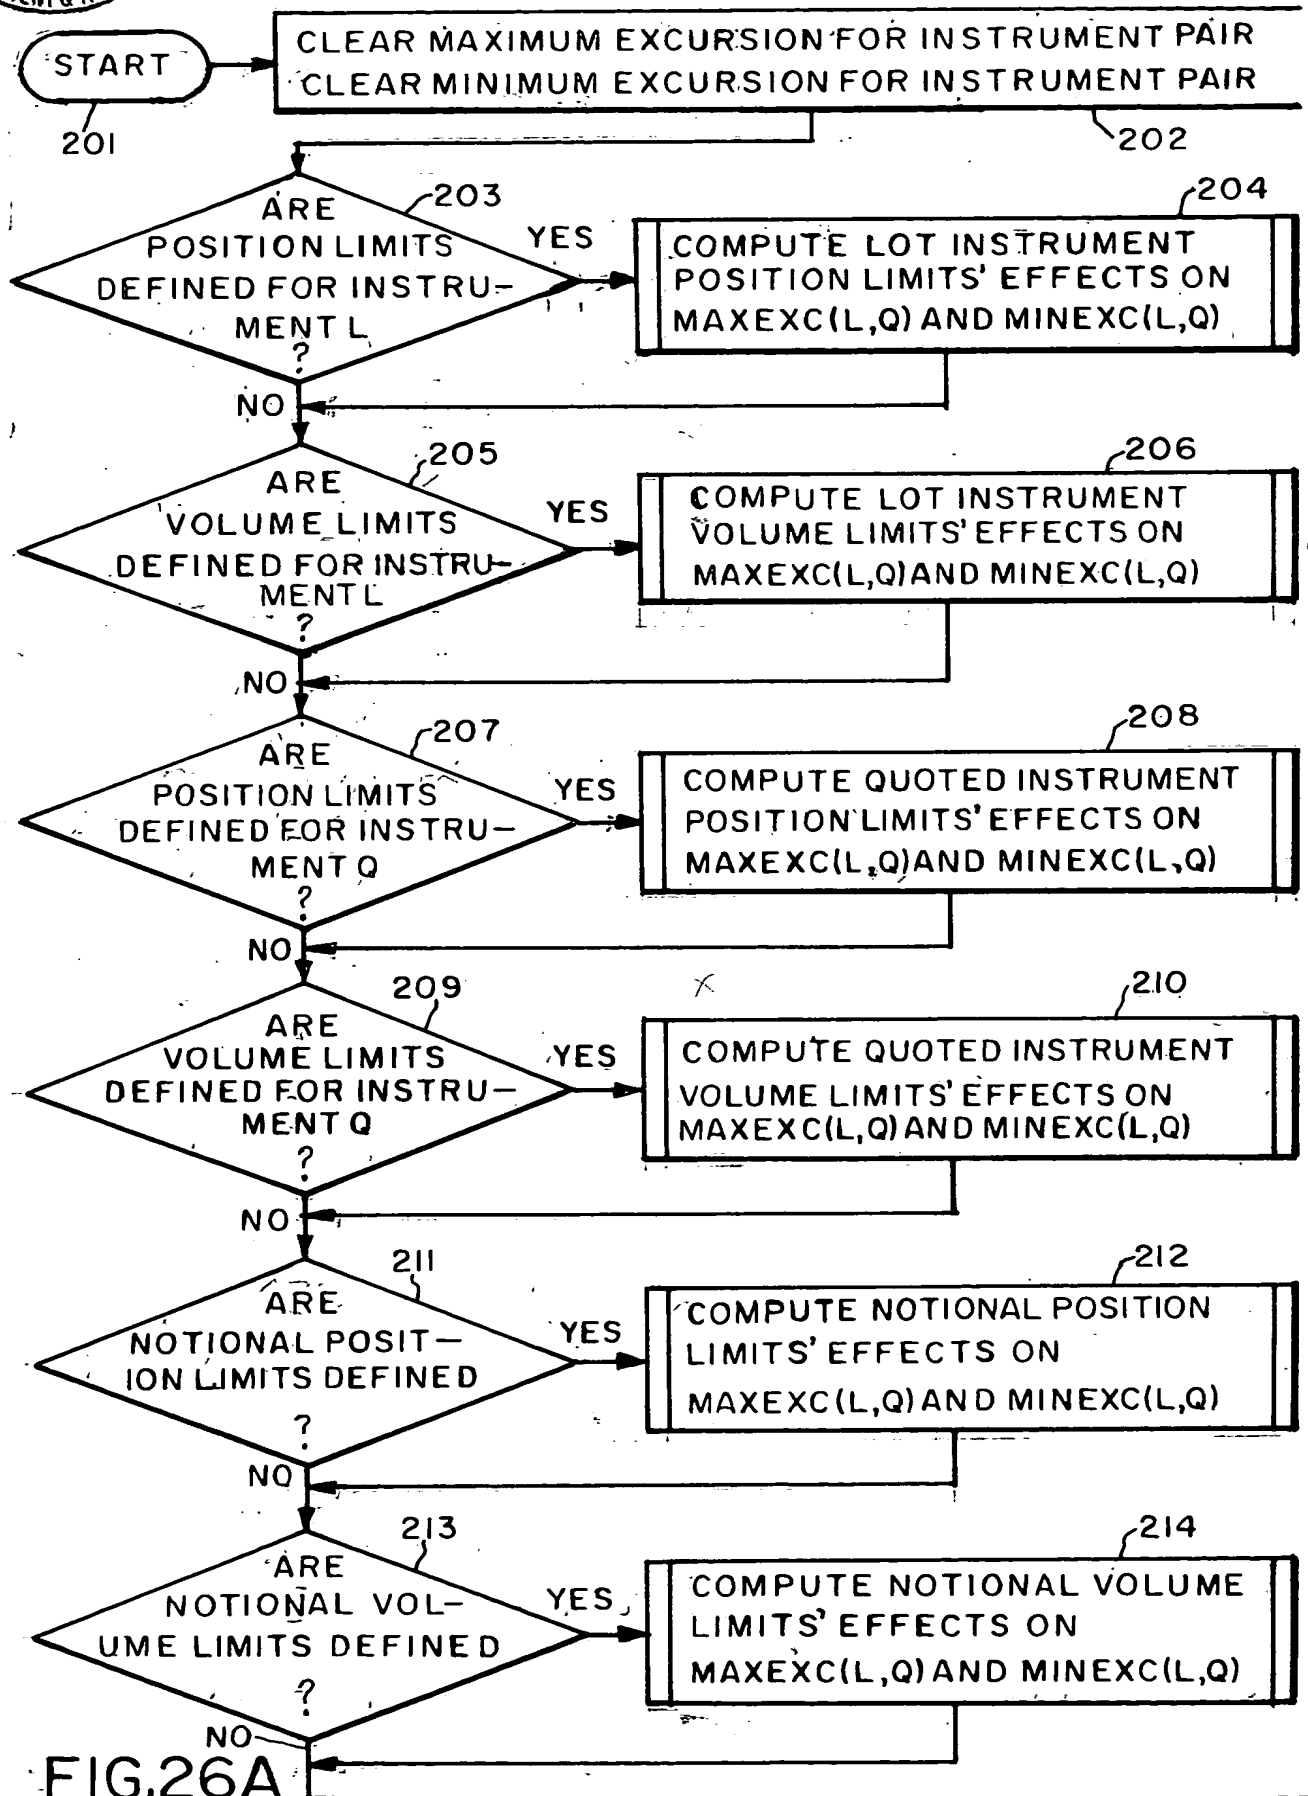 START
CLEAR MAXIMUM EXCURSION FOR INSTRUMENT PAIR
CLEAR MINIMUM EXCURSION FOR INSTRUMENT PAIR
201
202
203
ARE
POSITION LIMITS
DEFINED FOR INSTRU-
MENT L
?
YES
NO
204
COMPUTE LOT INSTRUMENT
POSITION LIMITS' EFFECTS ON
MAXEXC(L,Q) AND MINEXC(L,Q)
205
ARE
VOLUME LIMITS
DEFINED FOR INSTRU-
MENT L
?
YES
NO
206
COMPUTE LOT INSTRUMENT
VOLUME LIMITS' EFFECTS ON
MAXEXC(L,Q) AND MINEXC(L,Q)
207
ARE
POSITION LIMITS
DEFINED FOR INSTRU-
MENT Q
?
YES
NO
208
COMPUTE QUOTED INSTRUMENT
POSITION LIMITS' EFFECTS ON
MAXEXC(L,Q) AND MINEXC(L,Q)
209
ARE
VOLUME LIMITS
DEFINED FOR INSTRU-
MENT Q
?
YES
NO
210
COMPUTE QUOTED INSTRUMENT
VOLUME LIMITS' EFFECTS ON
MAXEXC(L,Q) AND MINEXC(L,Q)
211
ARE
NOTIONAL POSIT-
ION LIMITS DEFINED
?
YES
NO
212
COMPUTE NOTIONAL POSITION
LIMITS' EFFECTS ON
MAXEXC(L,Q) AND MINEXC(L,Q)
213
ARE
NOTIONAL VOL-
UME LIMITS DEFINED
?
YES
NO
214
COMPUTE NOTIONAL VOLUME
LIMITS' EFFECTS ON
MAXEXC(L,Q) AND MINEXC(L,Q)
FIG.26A